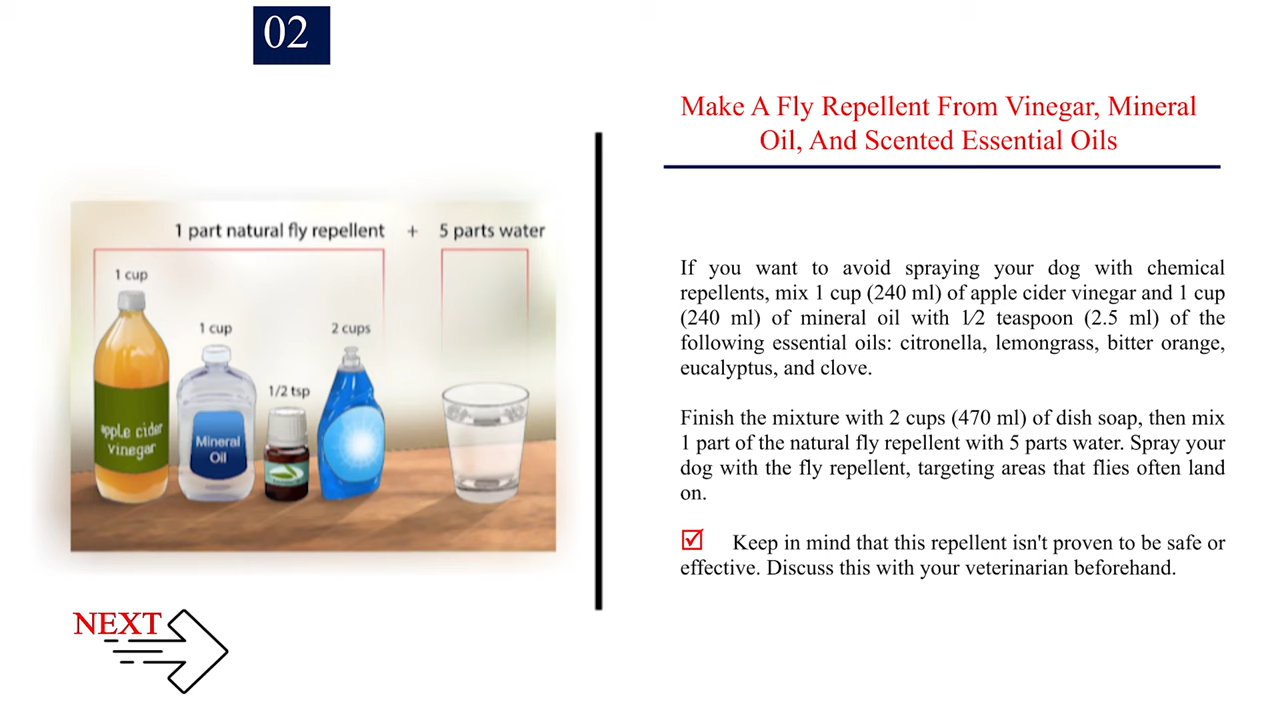 02
Make A Fly Repellent From Vinegar, Mineral
Oil, And Scented Essential Oils
1 part natural fly repellent + 5 parts water
1 cup
1 cup
2 cups
1/2 tsp
apple cider
vinegar
Mineral
Oil
If you want to avoid spraying your dog with chemical
repellents, mix 1 cup (240 ml) of apple cider vinegar and 1 cup
(240 ml) of mineral oil with 1⁄2 teaspoon (2.5 ml) of the
following essential oils: citronella, lemongrass, bitter orange,
eucalyptus, and clove.
Finish the mixture with 2 cups (470 ml) of dish soap, then mix
1 part of the natural fly repellent with 5 parts water. Spray your
dog with the fly repellent, targeting areas that flies often land
on.
☑ Keep in mind that this repellent isn't proven to be safe or
effective. Discuss this with your veterinarian beforehand.
NEXT